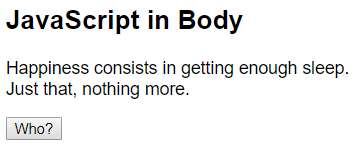 JavaScript in Body
Happiness consists in getting enough sleep.
Just that, nothing more.
Who?